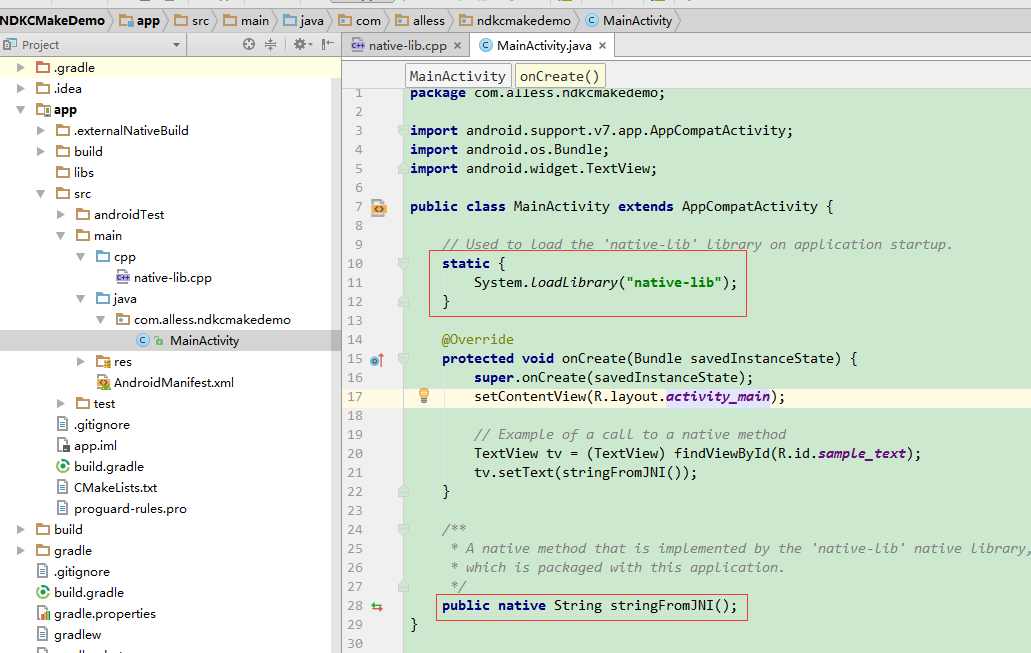 NDKCMakeDemo app src main java com alless ndkcmakedemo MainActivity
Project
native-lib.cpp MainActivity.java
.gradle
.idea
app
.externalNativeBuild
build
libs
src
androidTest
main
cpp
native-lib.cpp
java
com.alless.ndkcmakedemo
MainActivity
res
AndroidManifest.xml
test
.gitignore
app.iml
build.gradle
CMakeLists.txt
proguard-rules.pro
build
gradle
.gitignore
build.gradle
gradle.properties
gradlew
MainActivity onCreate()
1 package com.alless.ndkcmakedemo;
2
3 import android.support.v7.app.AppCompatActivity;
4 import android.os.Bundle;
5 import android.widget.TextView;
6
7 public class MainActivity extends AppCompatActivity {
8
9 // Used to load the 'native-lib' library on application startup.
10 static {
11 System.loadLibrary("native-lib");
12 }
13
14 @Override
15 protected void onCreate(Bundle savedInstanceState) {
16 super.onCreate(savedInstanceState);
17 setContentView(R.layout.activity_main);
18
19 // Example of a call to a native method
20 TextView tv = (TextView) findViewById(R.id.sample_text);
21 tv.setText(stringFromJNI());
22 }
23
24 /**
25 * A native method that is implemented by the 'native-lib' native library,
26 * which is packaged with this application.
27 */
28 public native String stringFromJNI();
29 }
30